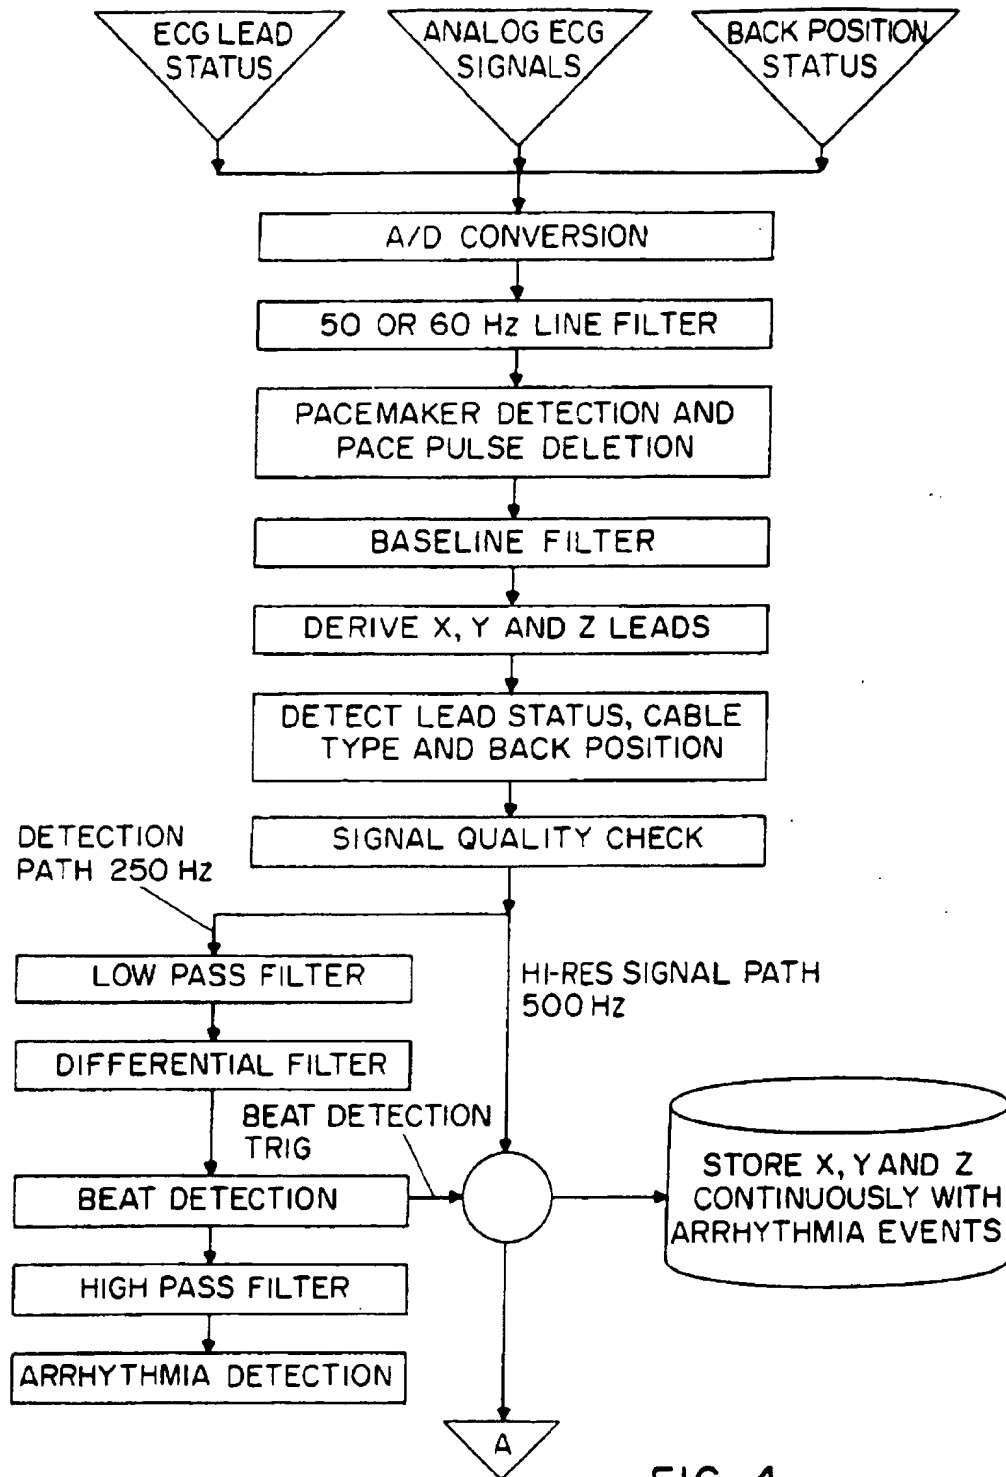 ECG LEAD
STATUS
ANALOG ECG
SIGNALS
BACK POSITION
STATUS
A/D CONVERSION
50 OR 60 Hz LINE FILTER
PACEMAKER DETECTION AND
PACE PULSE DELETION
BASELINE FILTER
DERIVE X, Y AND Z LEADS
DETECT LEAD STATUS, CABLE
TYPE AND BACK POSITION
SIGNAL QUALITY CHECK
DETECTION
PATH 250 Hz
LOW PASS FILTER
HI-RES SIGNAL PATH
500 Hz
DIFFERENTIAL FILTER
BEAT DETECTION
TRIG
BEAT DETECTION
STORE X, Y AND Z
CONTINUOUSLY WITH
ARRHYTHMIA EVENTS
HIGH PASS FILTER
ARRHYTHMIA DETECTION
A
FIG. 4